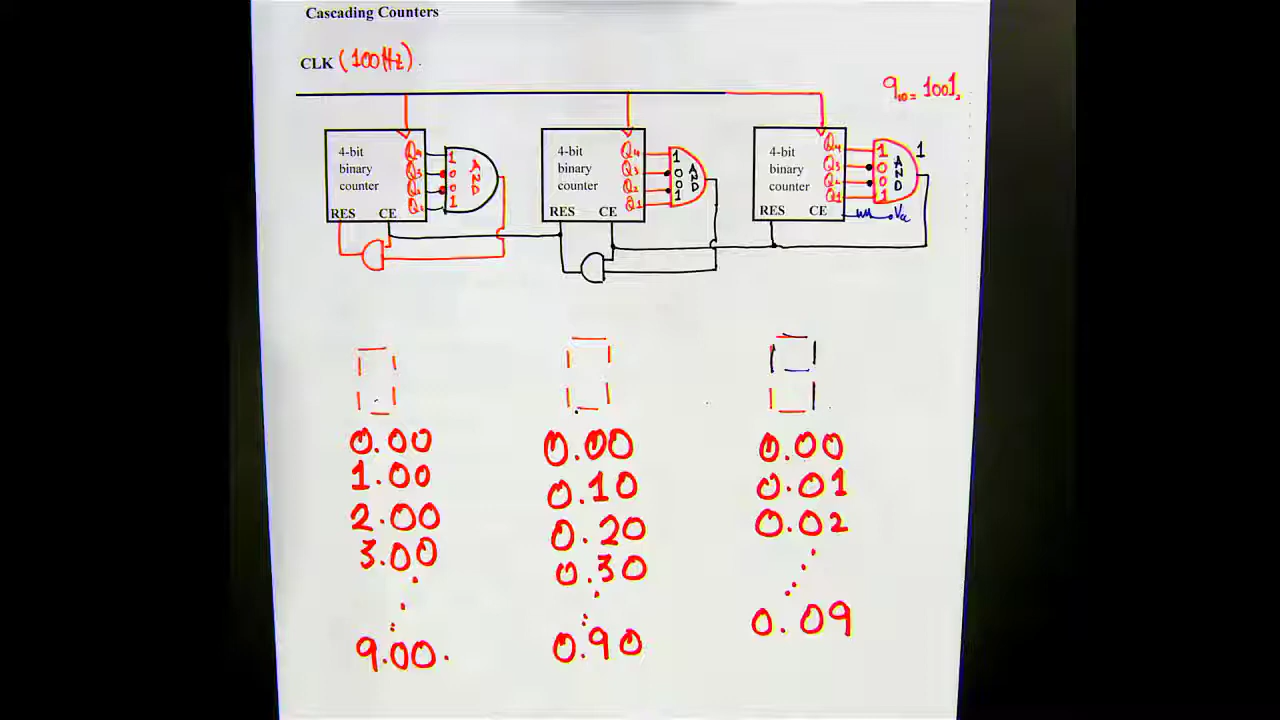 Cascading Counters
CLK (100Hz).
9₁₀ = 1001₂
4-bit
binary
counter
RES CE
Q4
Q3
Q2
Q1
1
0
0
1
AND
4-bit
binary
counter
RES CE
Q4
Q3
Q2
Q1
1
0
0
1
AND
4-bit
binary
counter
RES CE
Q4
Q3
Q2
Q1
1
0
0
1
AND
1
0.00 0.00 0.00
1.00 0.10 0.01
2.00 0.20 0.02
3.00 0.30
9.00. 0.90 0.09